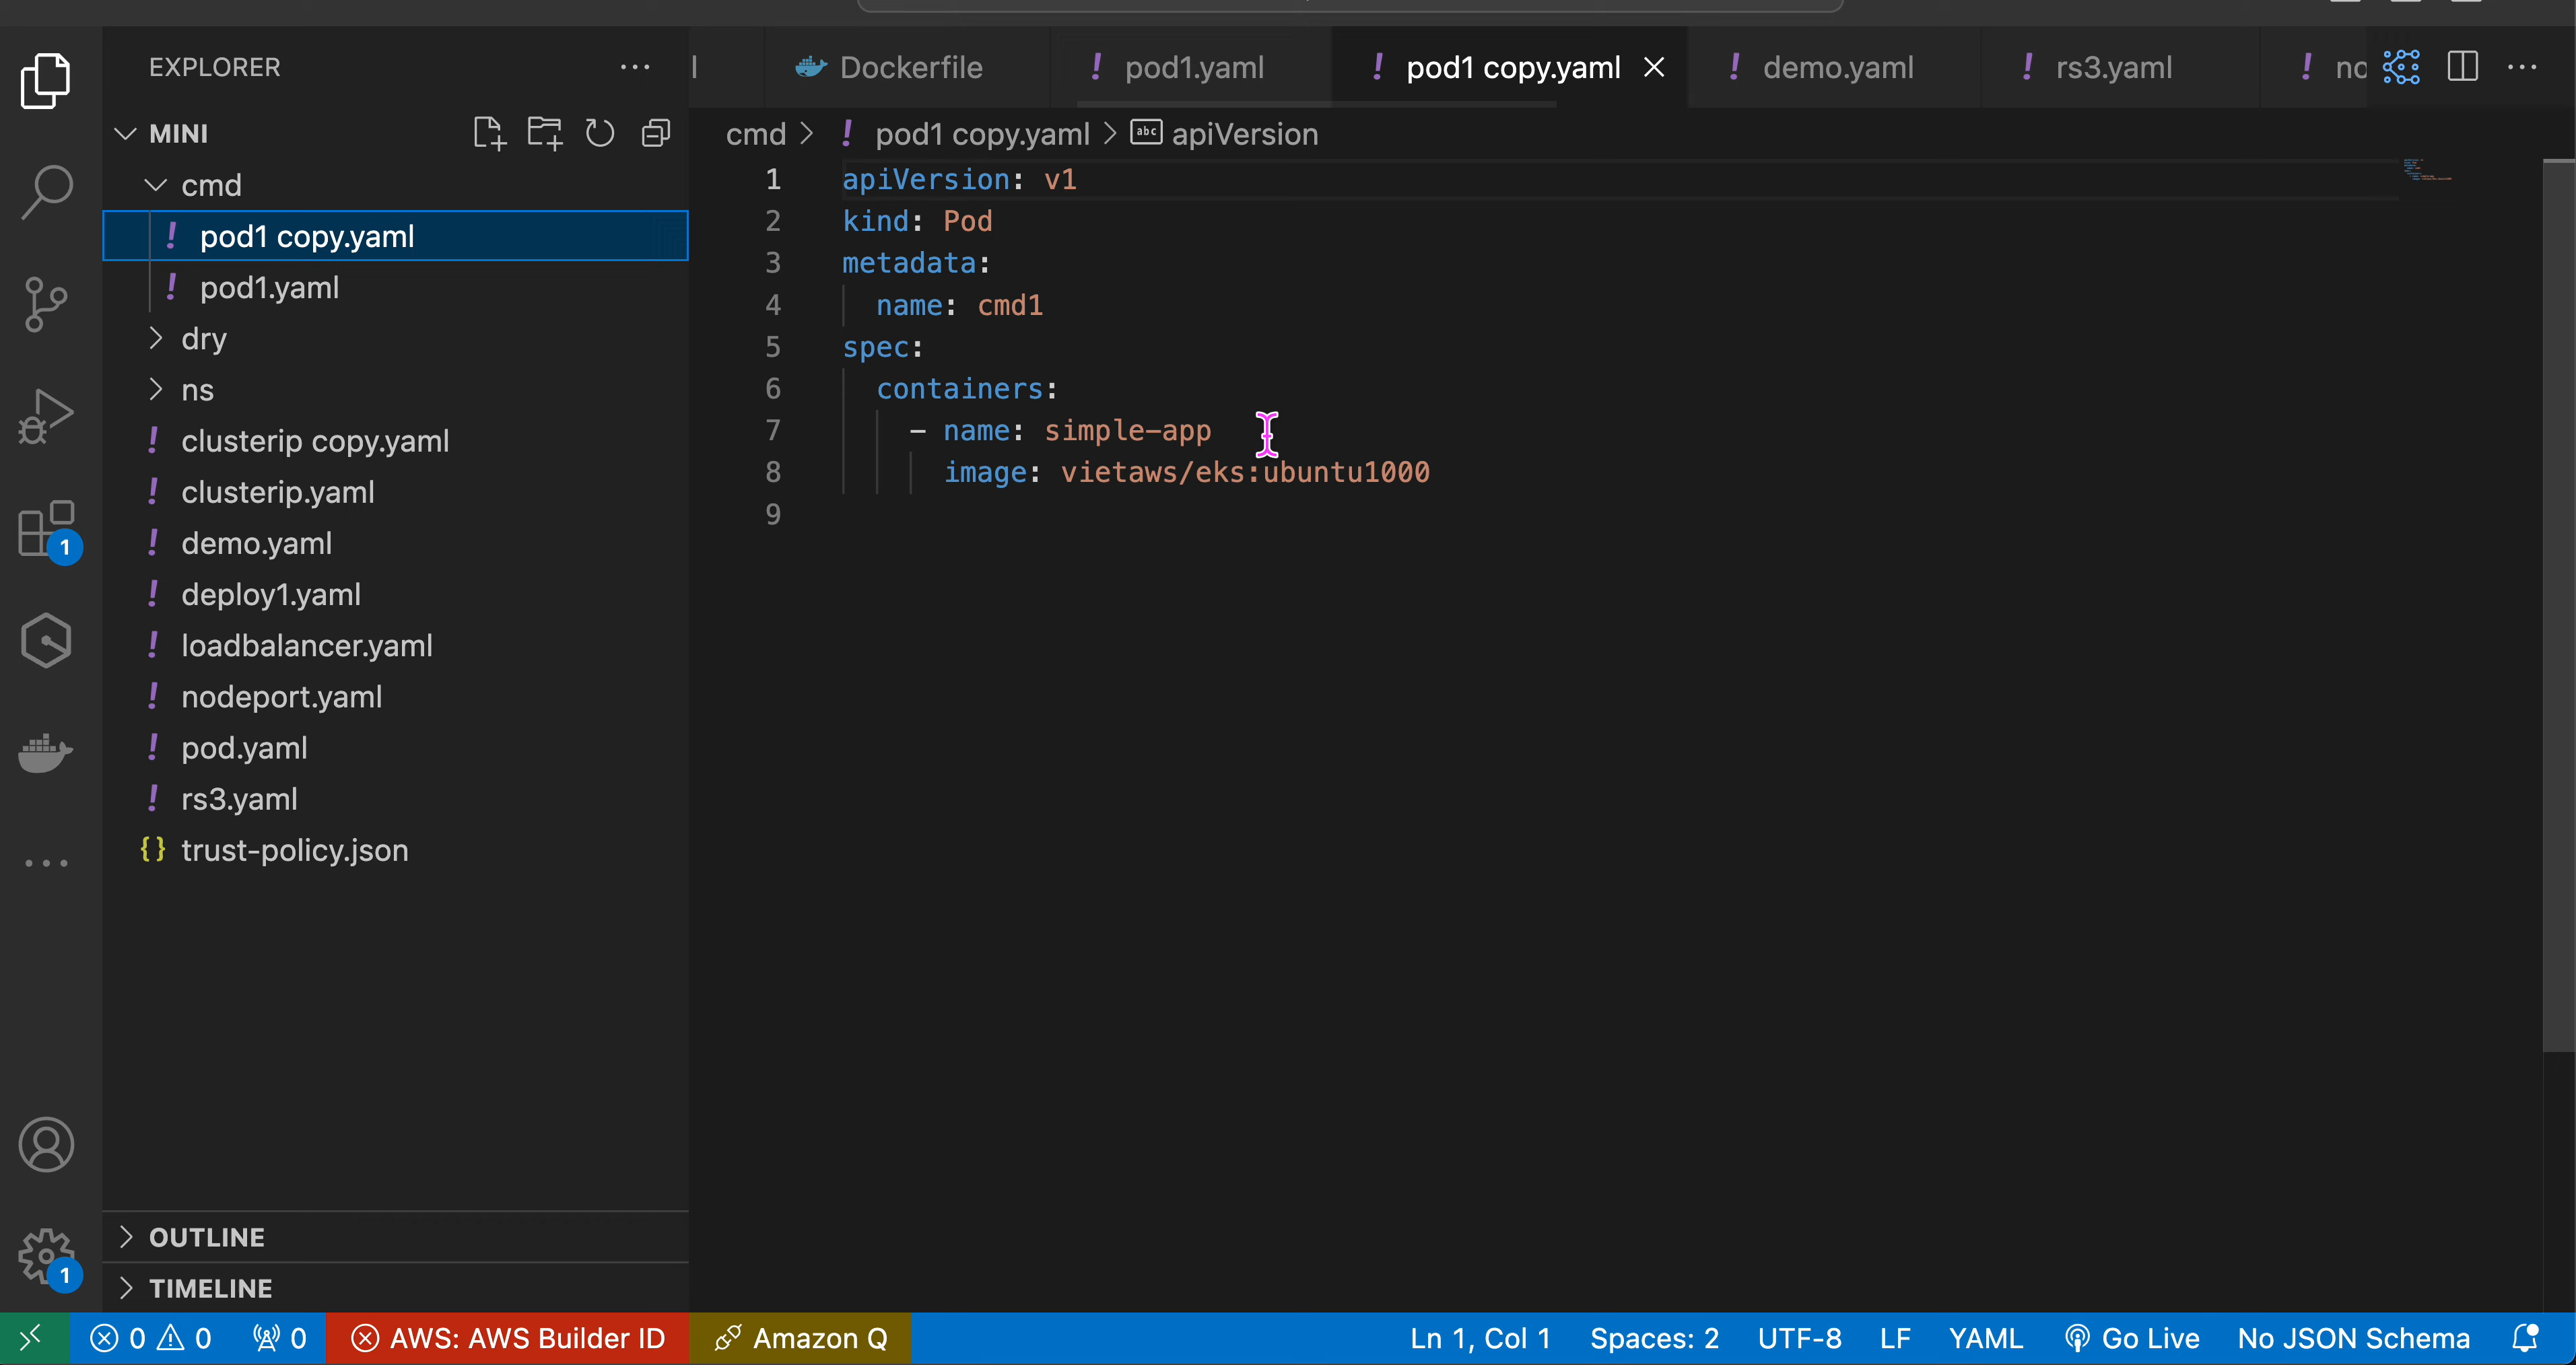 EXPLORER
MINI
cmd
pod1 copy.yaml
pod1.yaml
dry
ns
clusterip copy.yaml
clusterip.yaml
demo.yaml
deploy1.yaml
loadbalancer.yaml
nodeport.yaml
pod.yaml
rs3.yaml
{} trust-policy.json
OUTLINE
TIMELINE
Dockerfile
! pod1.yaml
! pod1 copy.yaml
! demo.yaml
! rs3.yaml
! no
cmd > ! pod1 copy.yaml > abc apiVersion
1 apiVersion: v1
2 kind: Pod
3 metadata:
4 name: cmd1
5 spec:
6 containers:
7 - name: simple-app
8 image: vietaws/eks:ubuntu1000
9
1
1
0 0 0 AWS: AWS Builder ID Amazon Q Ln 1, Col 1 Spaces: 2 UTF-8 LF YAML Go Live No JSON Schema